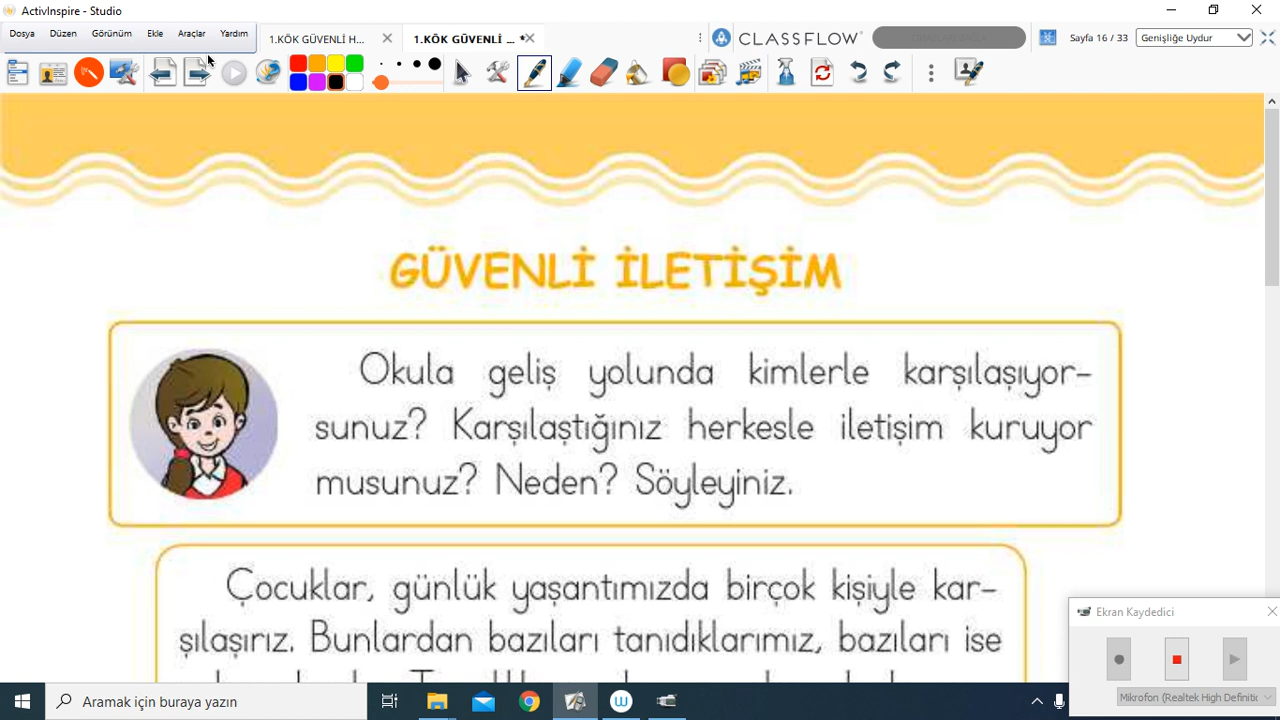 ActivInspire - Studio
Dosya Düzen Görünüm Ekle Araçlar Yardım
1.KÖK GÜVENLİ H...
1.KÖK GÜVENLİ ... *
CLASSFLOW
Sayfa 16 / 33
Genişliğe Uydur
GÜVENLİ İLETİŞİM
Okula geliş yolunda kimlerle karşılaşıyor-
sunuz? Karşılaştığınız herkesle iletişim kuruyor
musunuz? Neden? Söyleyiniz.
Çocuklar, günlük yaşantımızda birçok kişiyle kar-
şılaşırız. Bunlardan bazıları tanıdıklarımız, bazıları ise
Ekran Kaydedici
Mikrofon (Realtek High Definitic
Aramak için buraya yazın